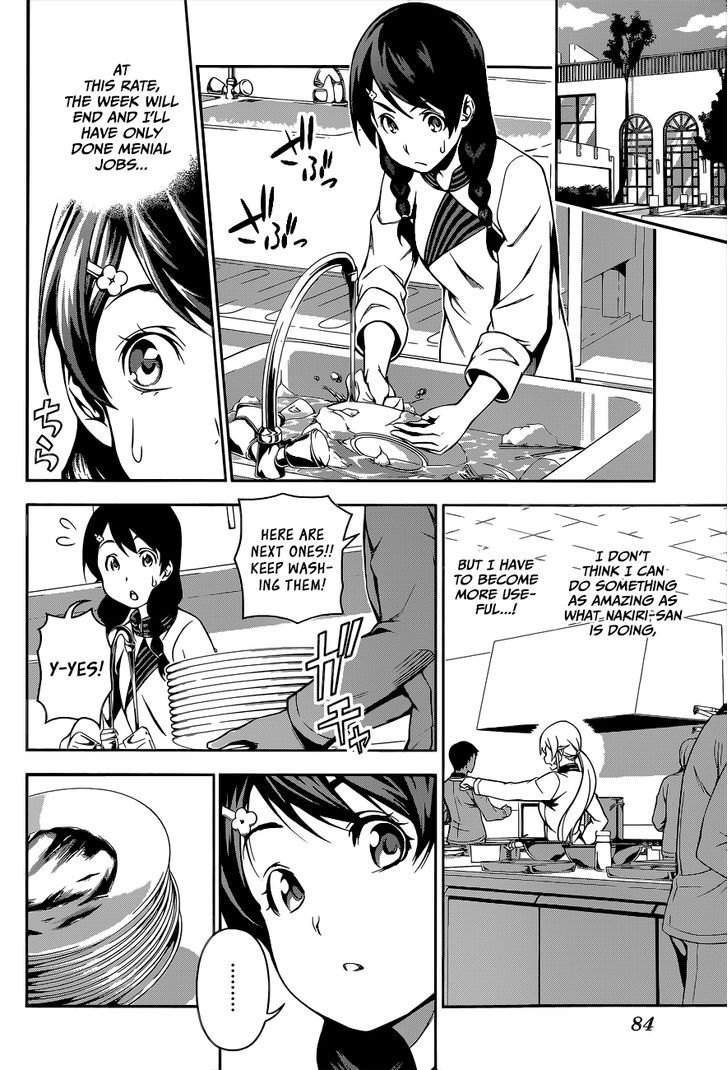 ざぶっ
ざぶっ
AT
THIS RATE,
THE WEEK WILL
END AND I'LL
HAVE ONLY
DONE MENIAL
JOBS...
ちら
I DON'T
THINK I CAN
DO SOMETHING
AS AMAZING AS
WHAT NAKIRI-SAN
IS DOING,
BUT I HAVE
TO BECOME
MORE USE-
FUL...!
HERE ARE
NEXT ONES!!
KEEP WASH-
ING THEM!
ガチャ
Y-YES!
........
84